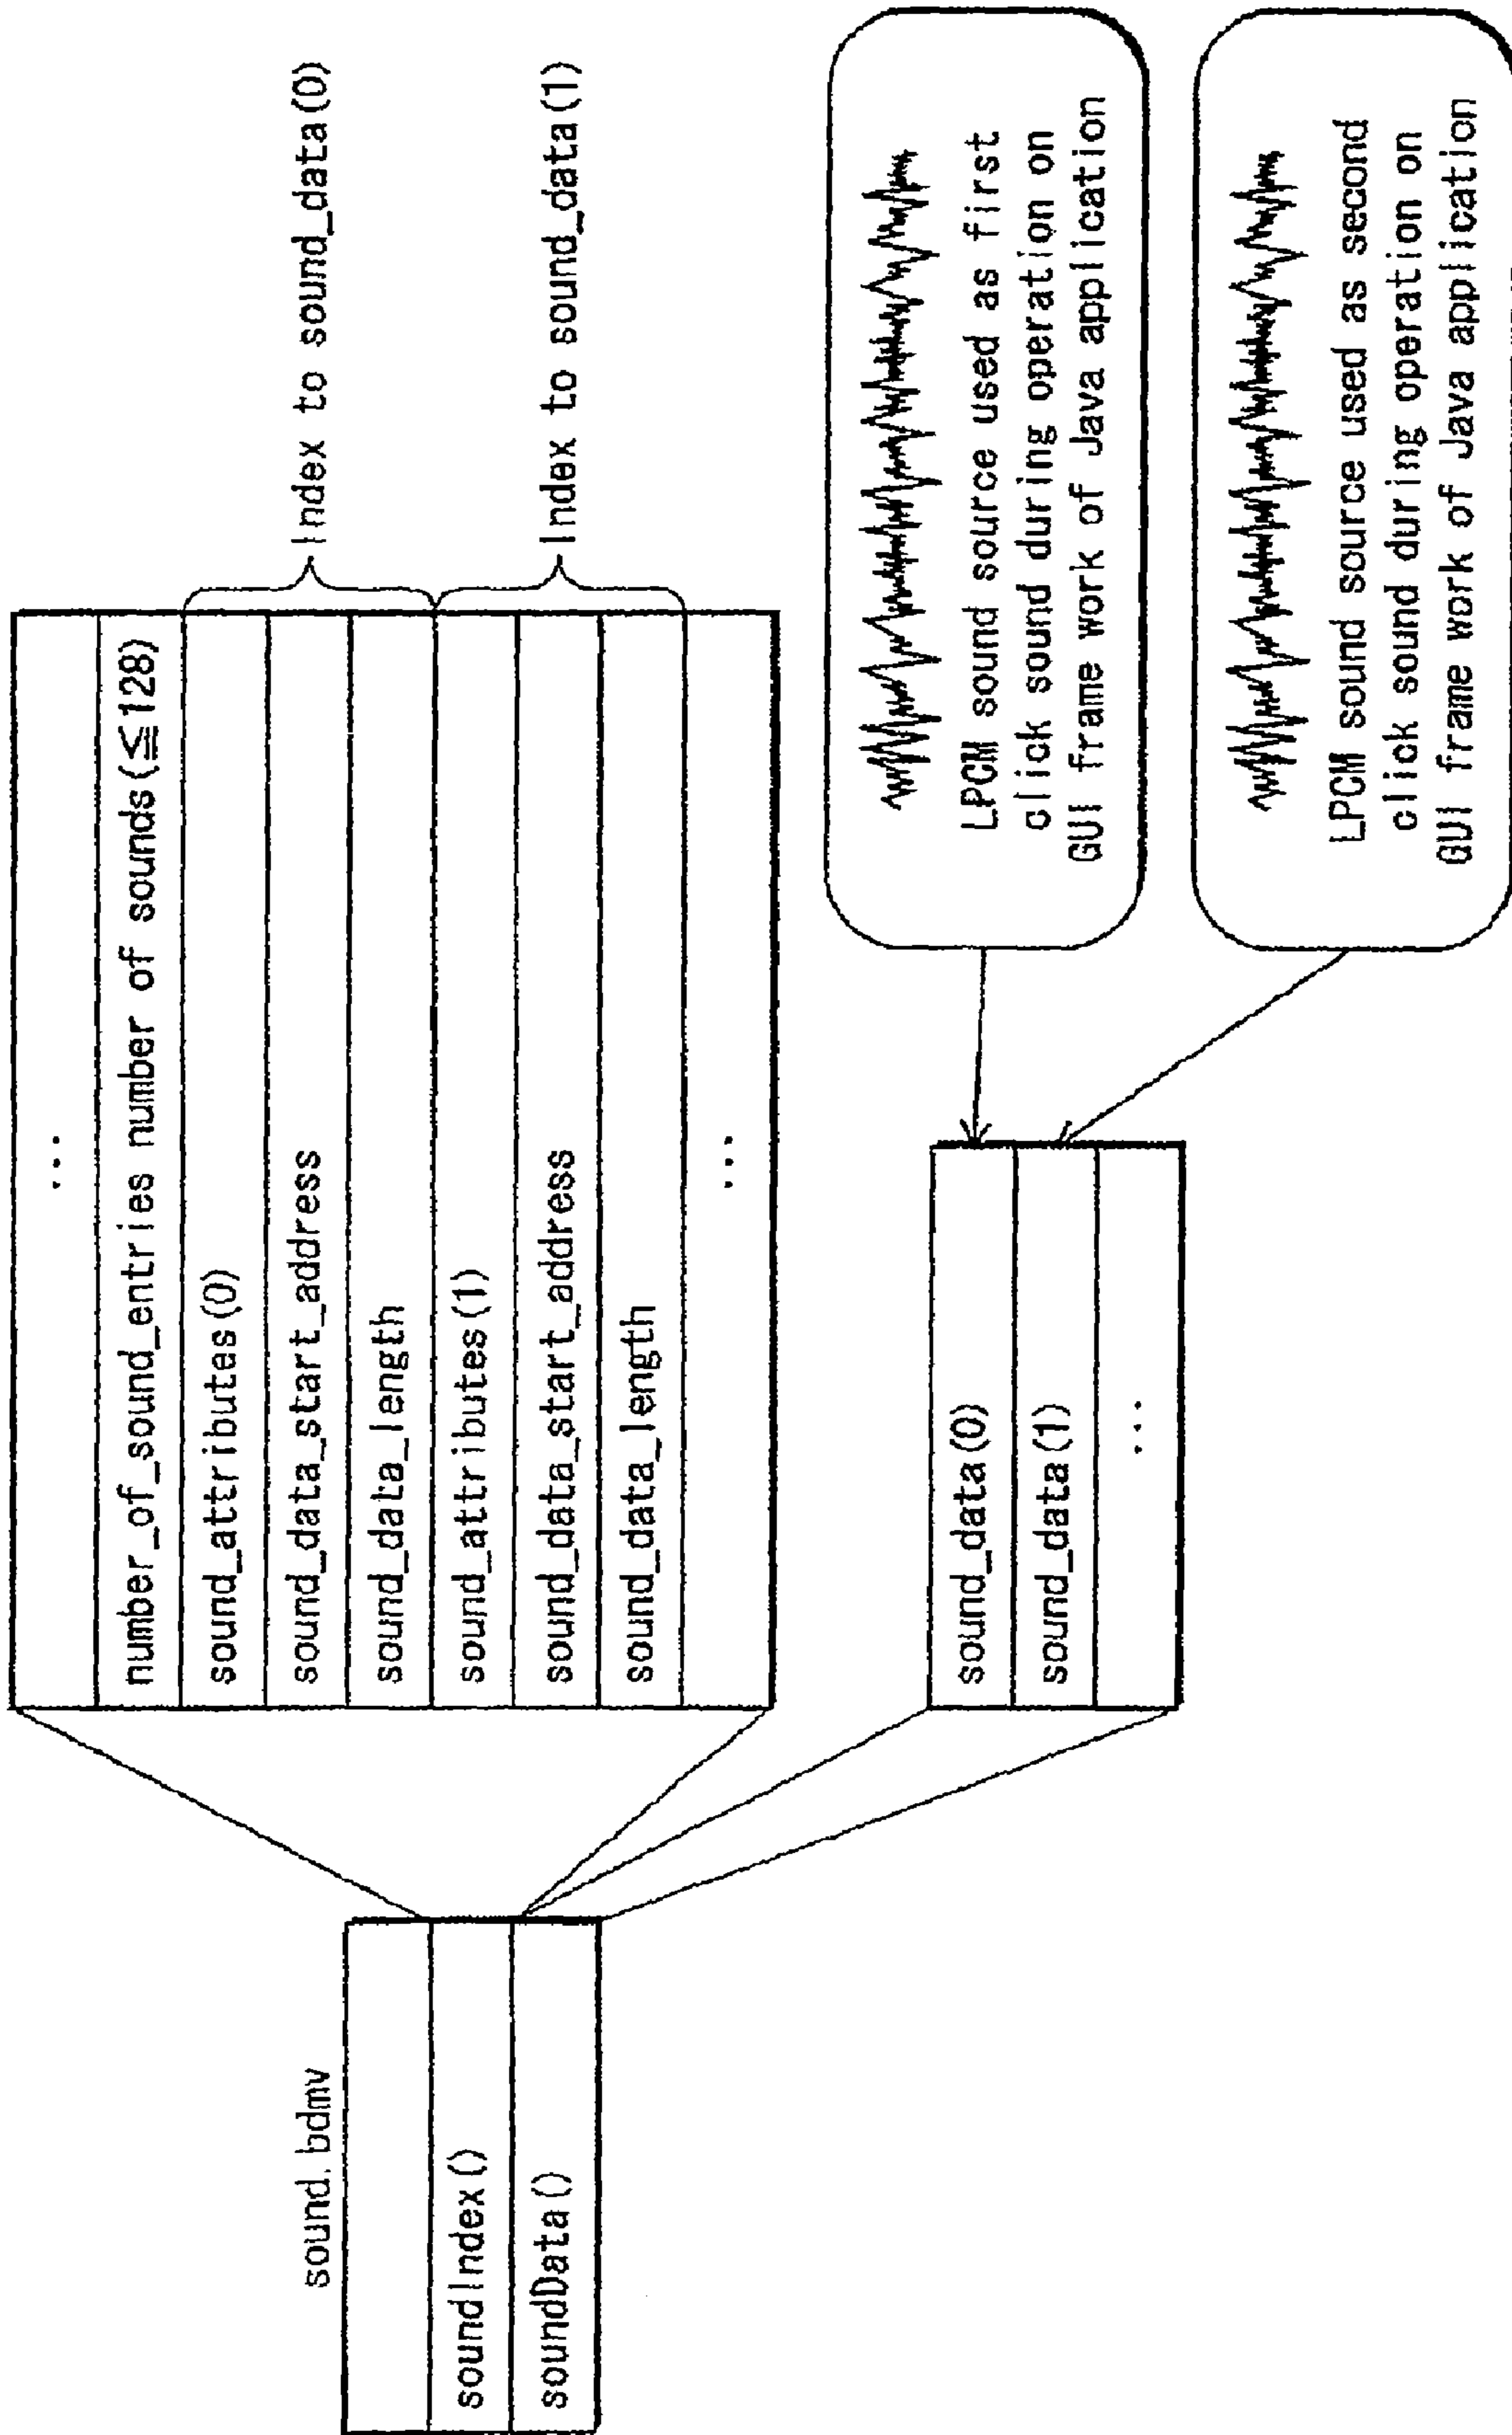 sound.bdmv
soundIndex()
soundData()
...
number_of_sound_entries number of sounds(≦128)
sound_attributes(0)
sound_data_start_address
sound_data_length
sound_attributes(1)
sound_data_start_address
sound_data_length
...
Index to sound_data(0)
Index to sound_data(1)
sound_data(0)
sound_data(1)
...
LPCM sound source used as first
click sound during operation on
GUI frame work of Java application
LPCM sound source used as second
click sound during operation on
GUI frame work of Java application